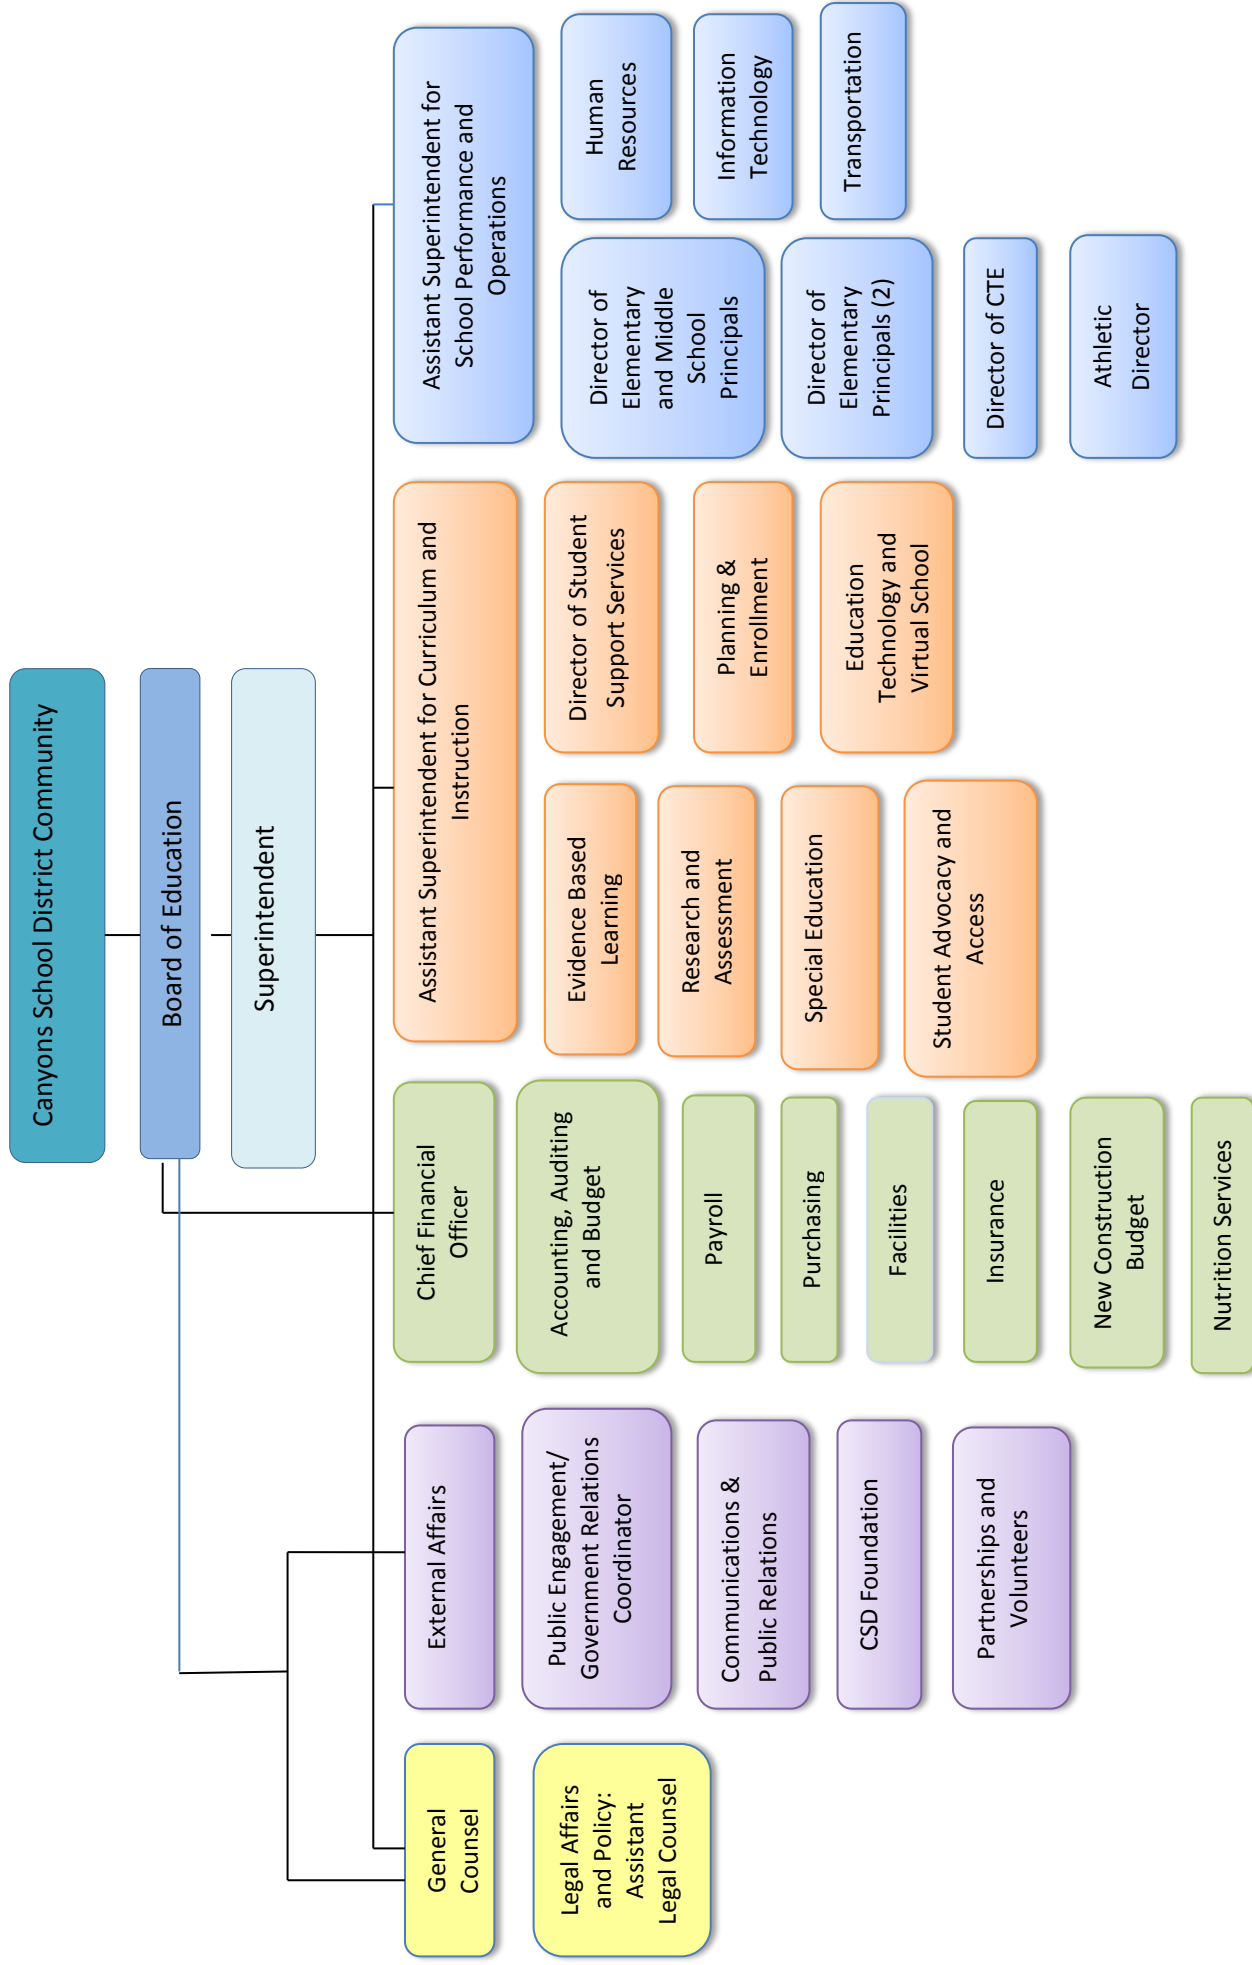 Canyons School District Community
Board of Education
Superintendent
General
Counsel
Legal Affairs
and Policy:
Assistant
Legal Counsel
External Affairs
Public Engagement/
Government Relations
Coordinator
Communications &
Public Relations
CSD Foundation
Partnerships and
Volunteers
Chief Financial
Officer
Accounting, Auditing
and Budget
Payroll
Purchasing
Facilities
Insurance
New Construction
Budget
Nutrition Services
Assistant Superintendent for Curriculum and
Instruction
Evidence Based
Learning
Research and
Assessment
Special Education
Student Advocacy and
Access
Director of Student
Support Services
Planning &
Enrollment
Education
Technology and
Virtual School
Assistant Superintendent for
School Performance and
Operations
Director of
Elementary
and Middle
School
Principals
Director of
Elementary
Principals (2)
Director of CTE
Athletic
Director
Human
Resources
Information
Technology
Transportation